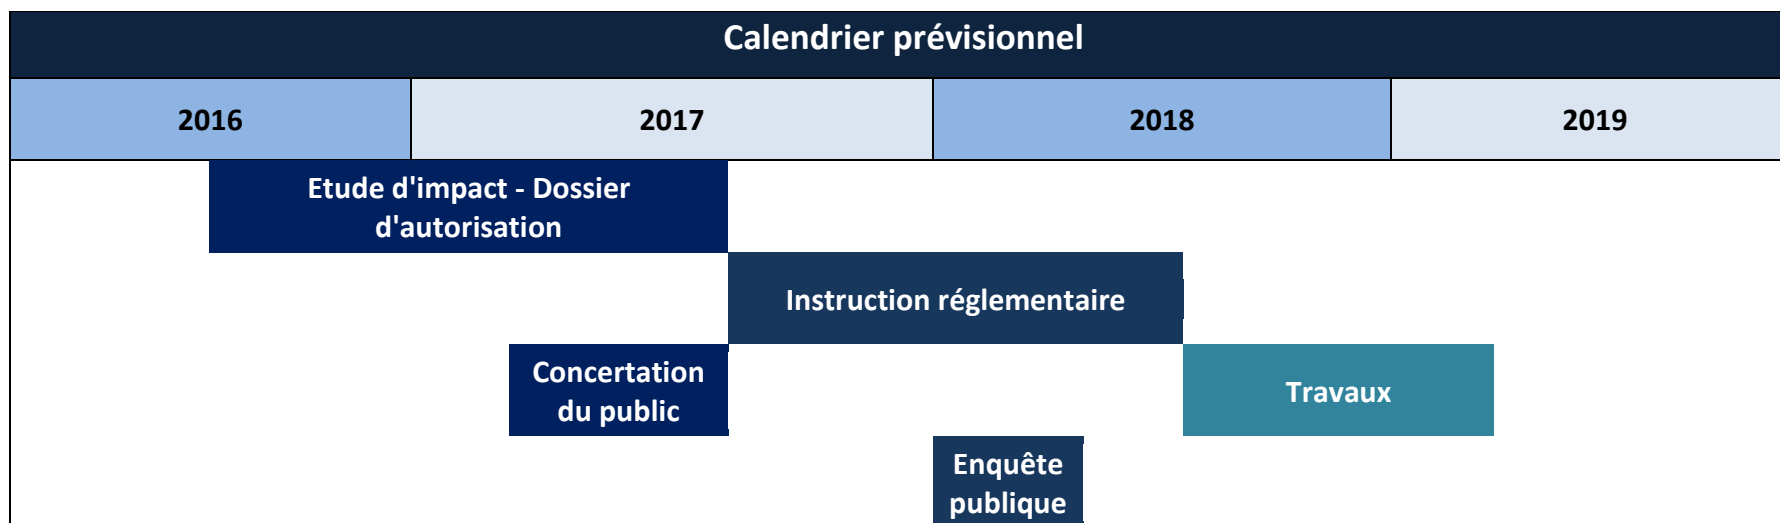 Calendrier prévisionnel
2016 2017 2018 2019
Etude d'impact - Dossier
d'autorisation
Instruction réglementaire
Concertation
du public
Travaux
Enquête
publique